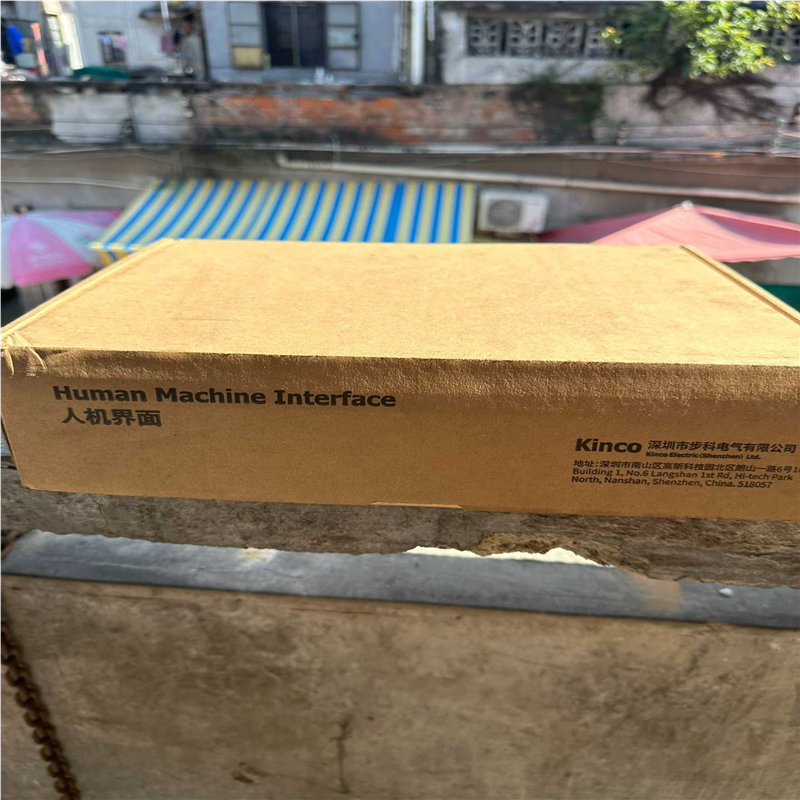 Human Machine Interface
人机界面
Kinco 深圳市步科电气有限公司
Kinco Electric(Shenzhen) Ltd.
地址:深圳市南山区高新科技园北区朗山一路6号1
Building 1, No.6 Langshan 1st Rd, Hi-tech Park
North, Nanshan, Shenzhen, China. 518057